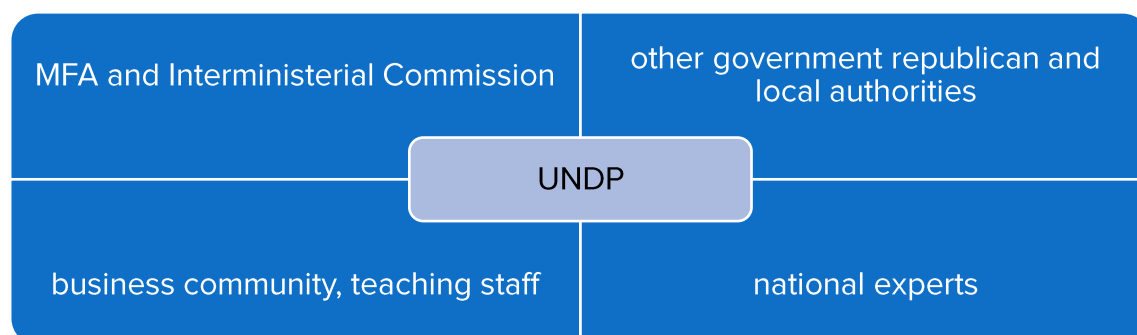 MFA and Interministerial Commission
other government republican and
local authorities
UNDP
business community, teaching staff
national experts